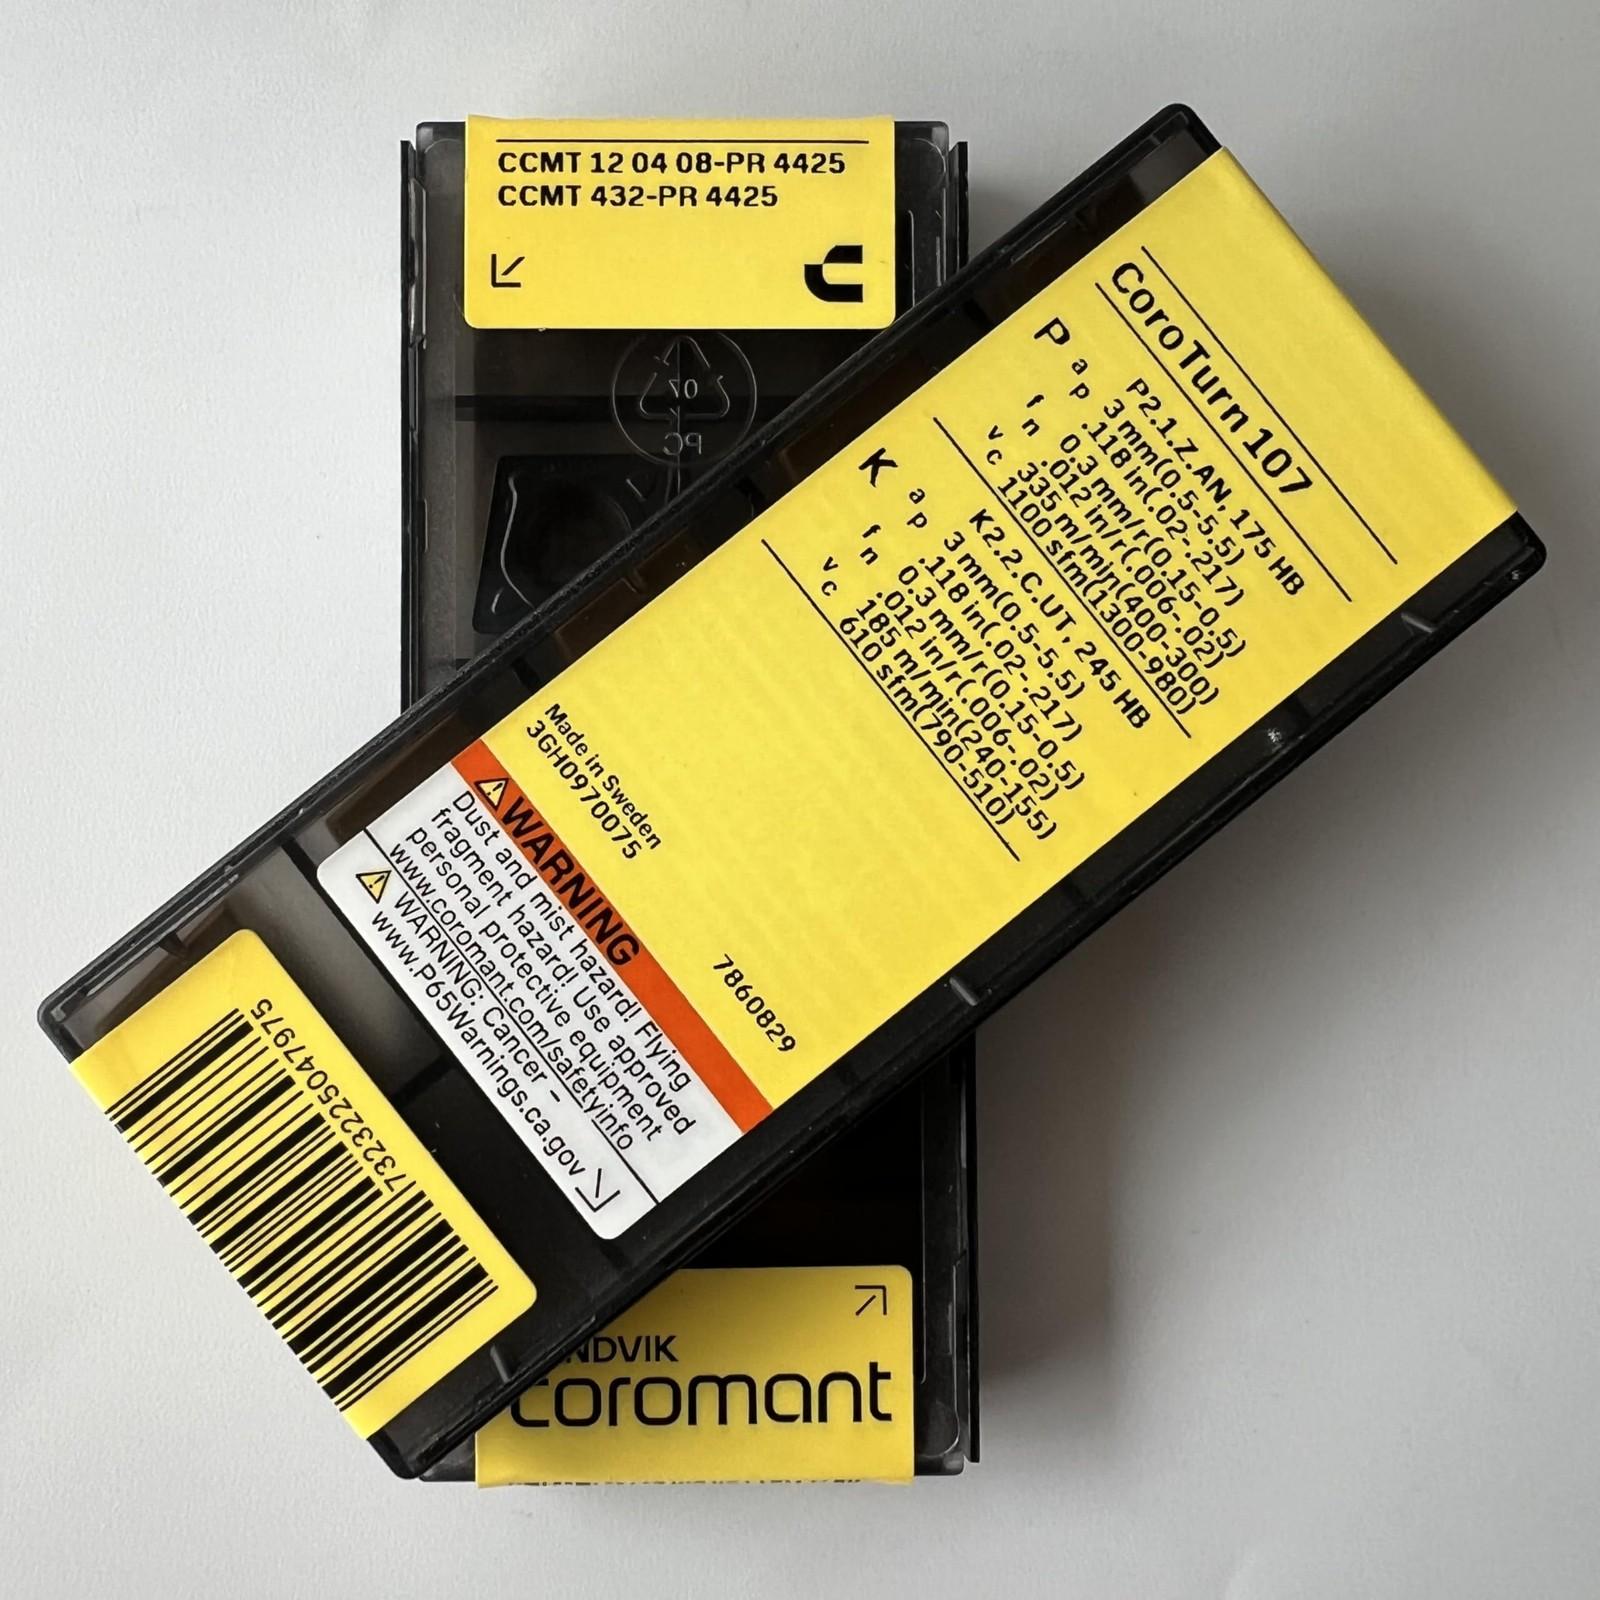 CCMT 12 04 08-PR 4425
CCMT 432-PR 4425
07
PC
CoroTurn 107
P P2.1.Z.AN, 175 HB
ap 3 mm(0.5-5.5)
.118 in(.02-.217)
fn 0.3 mm/r(0.15-0.5)
.012 in/r(.006-.02)
vc 335 m/min(400-300)
1100 sfm(1300-980)
K K2.2.C.UT, 245 HB
ap 3 mm(0.5-5.5)
.118 in(.02-.217)
fn 0.3 mm/r(0.15-0.5)
.012 in/r(.006-.02)
vc 185 m/min(240-155)
610 sfm(790-510)
Made in Sweden
3GH0970075
7860829
WARNING
Dust and mist hazard! Flying
fragment hazard! Use approved
personal protective equipment
www.coromant.com/safetyinfo
WARNING: Cancer -
www.P65Warnings.ca.gov
7323225047975
coromant